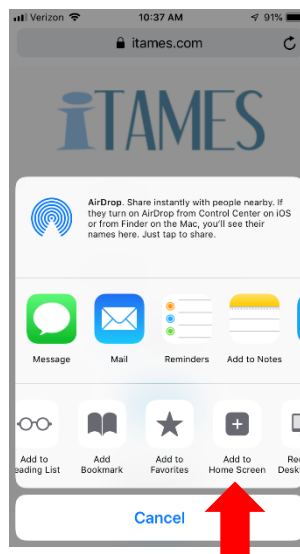 Verizon 10:37 AM 91%
itames.com
iTAMES
AirDrop. Share instantly with people nearby. If
they turn on AirDrop from Control Center on iOS
or from Finder on the Mac, you'll see their
names here. Just tap to share.
Message Mail Reminders Add to Notes
Add to Add Add to Add to Re
eading List Bookmark Favorites Home Screen Desk
Cancel